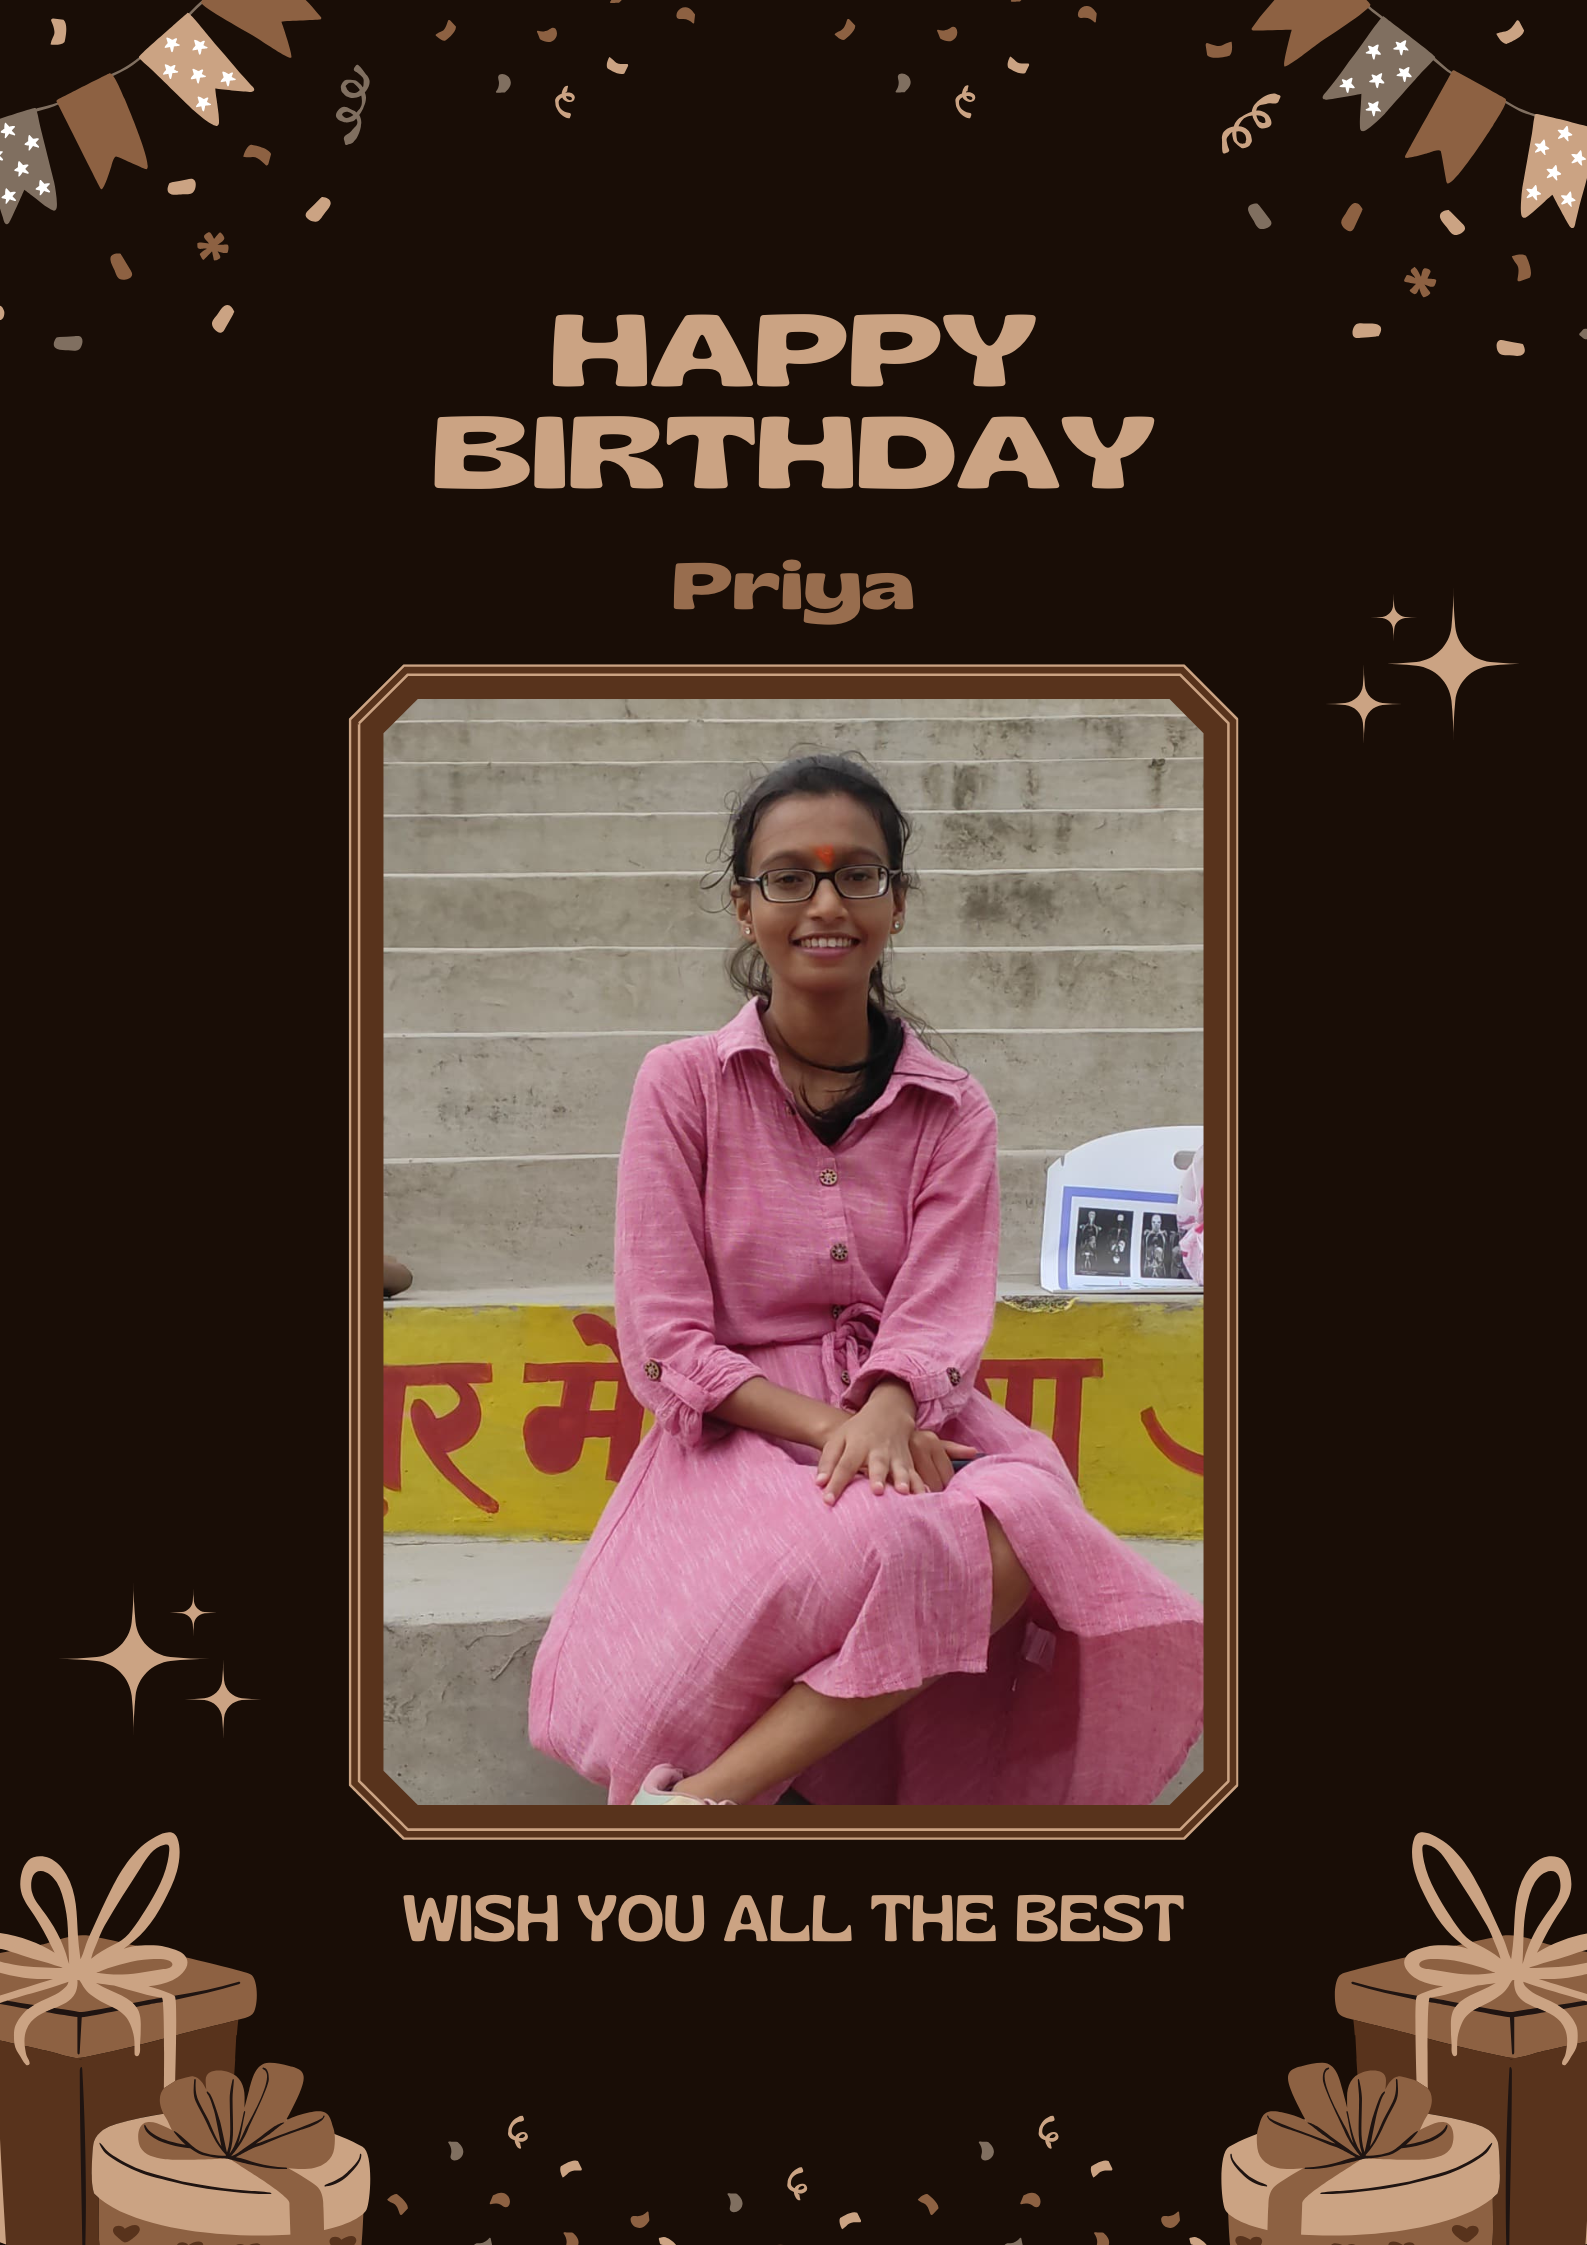 HAPPY
BIRTHDAY
Priya
र में
WISH YOU ALL THE BEST